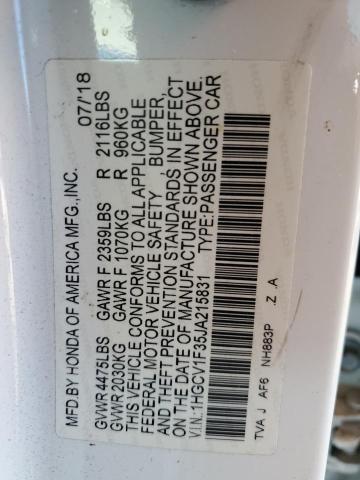 MFD.BY HONDA OF AMERICA MFG.,INC. 07/'18
GVWR 4475LBS GAWR F 2359LBS R 2116LBS
GVWR 2030KG GAWR F 1070KG R 960KG
THIS VEHICLE CONFORMS TO ALL APPLICABLE
FEDERAL MOTOR VEHICLE SAFETY, BUMPER,
AND THEFT PREVENTION STANDARDS IN EFFECT
ON THE DATE OF MANUFACTURE SHOWN ABOVE.
V.I.N.:1HGCV1F35JA215831 TYPE:PASSENGER CAR
TVA J AF6 NH883P .Z .A